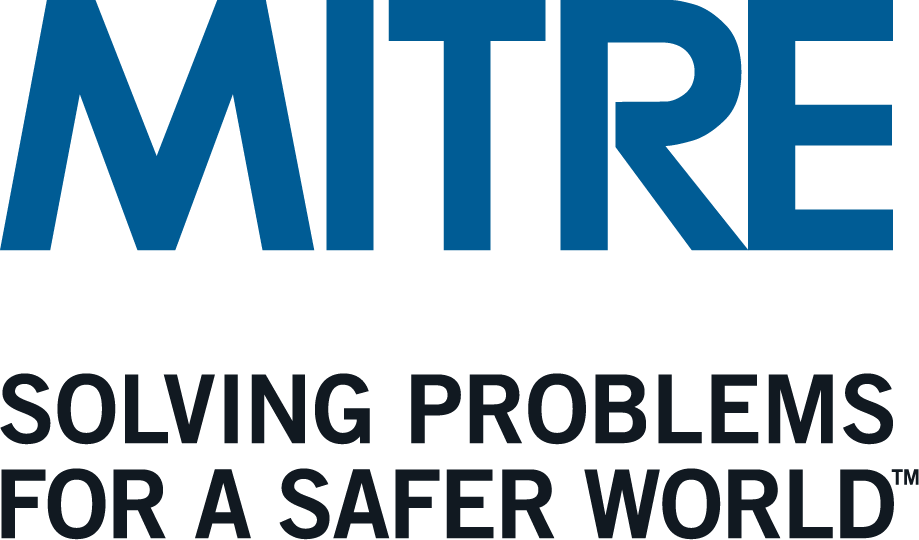 MITRE
SOLVING PROBLEMS
FOR A SAFER WORLD™